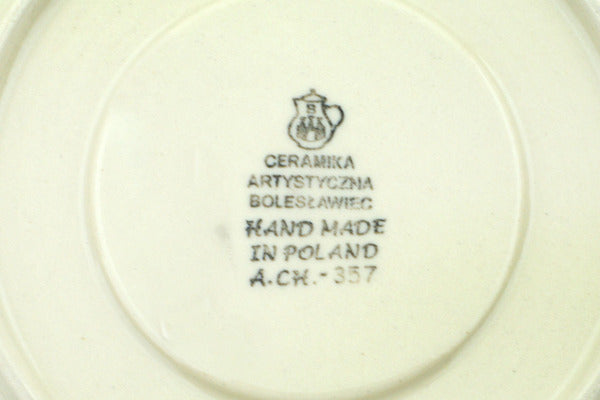 B
CERAMIKA
ARTYSTYCZNA
BOLESŁAWIEC
HAND MADE
IN POLAND
A.CH.-357